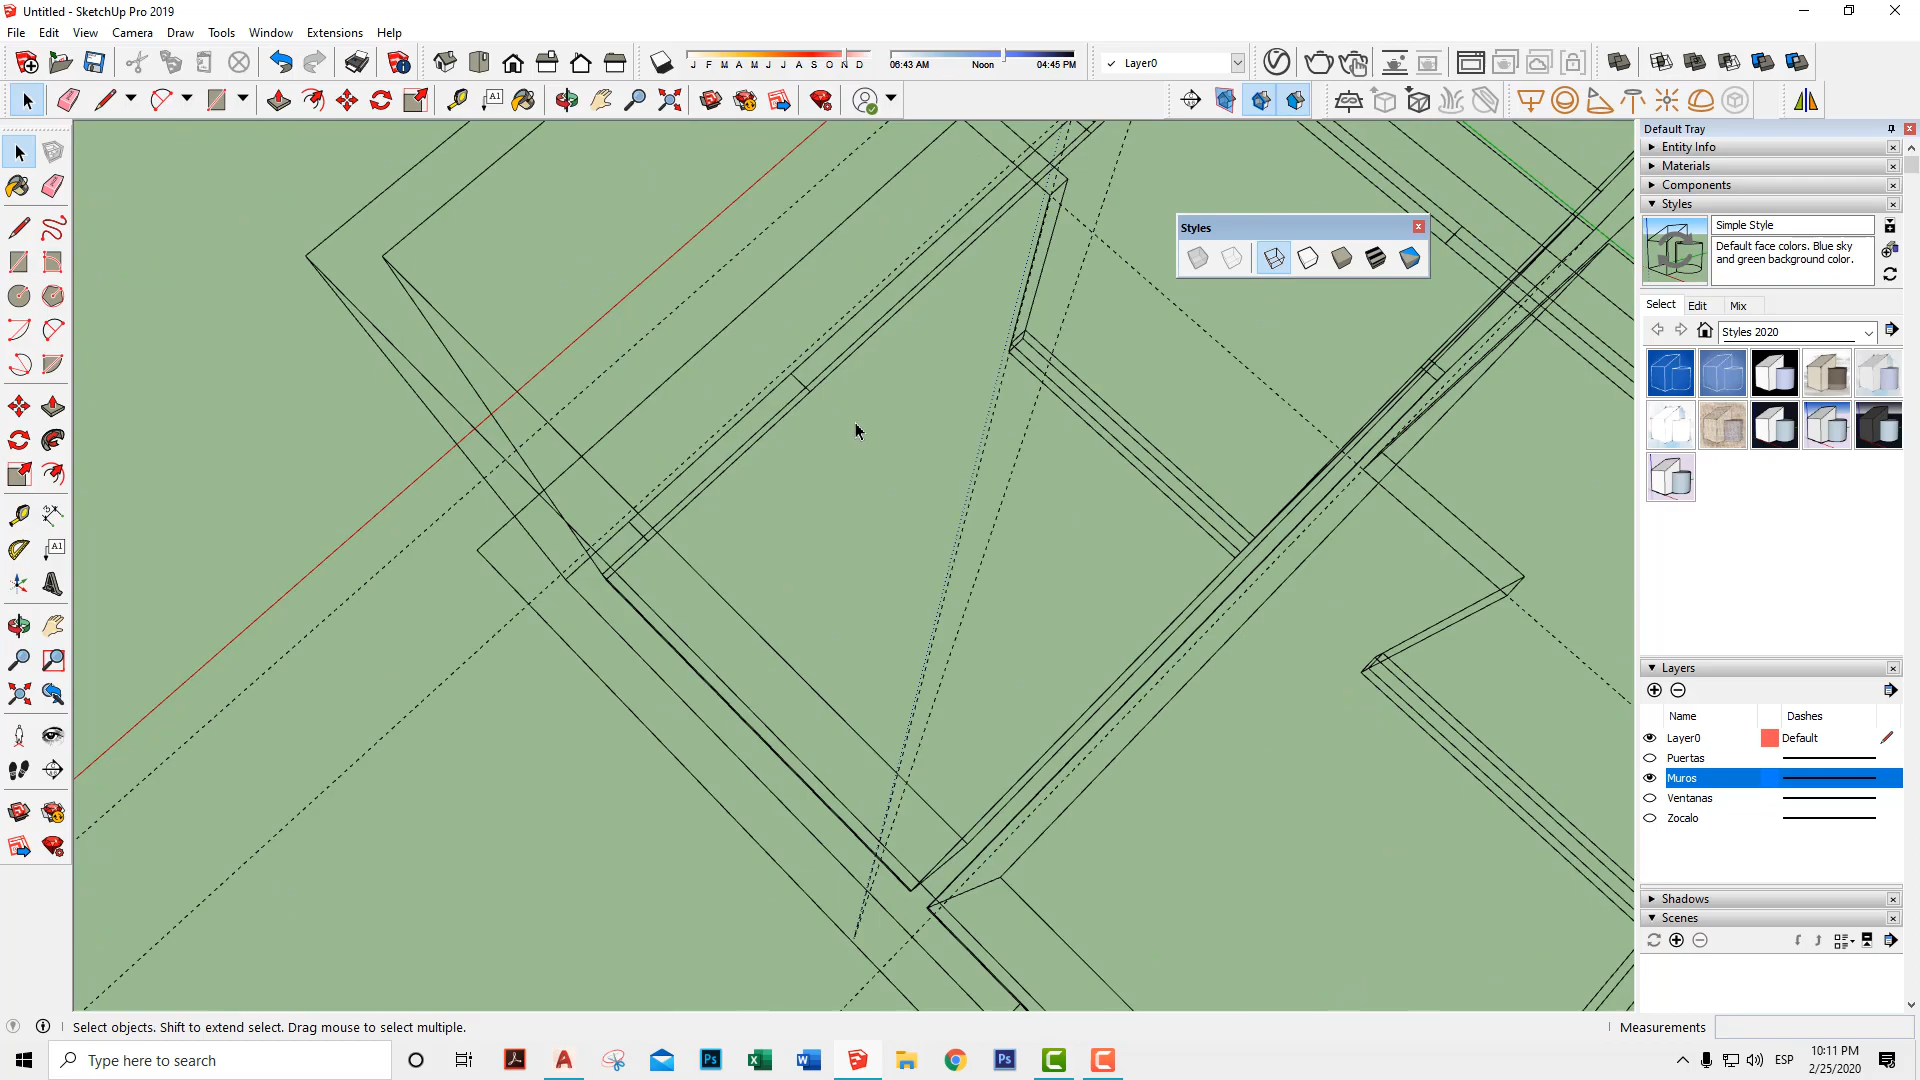 Untitled - SketchUp Pro 2019
File Edit View Camera Draw Tools Window Extensions Help
J F M A M J J A S O N D
06:43 AM Noon 04:45 PM
Layer0
A1
Default Tray
Entity Info
Materials
Components
Styles
Styles
Simple Style
Default face colors. Blue sky
and green background color.
Select Edit Mix
Styles 2020
A1
Layers
Name Dashes
Layer0 Default
Puertas
Muros
Ventanas
Zocalo
Shadows
Scenes
Select objects. Shift to extend select. Drag mouse to select multiple.
Measurements
Type here to search
Ps
ESP
10:11 PM
2/25/2020